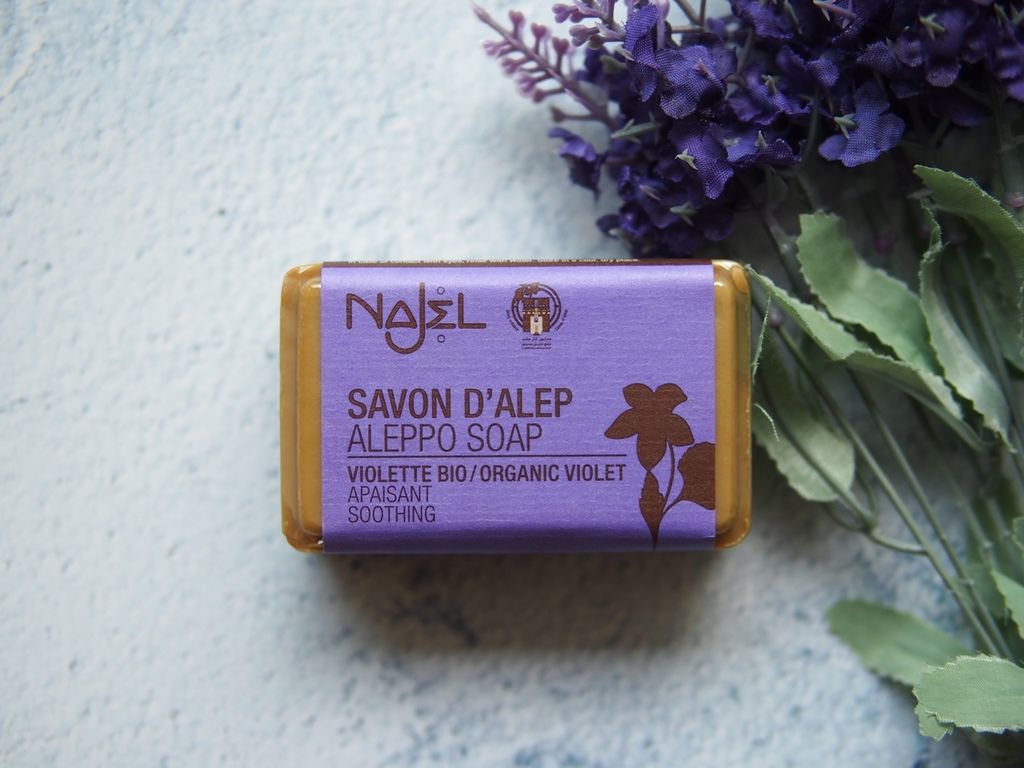 NAJEL
SAVON D'ALEP
ALEPPO SOAP
VIOLETTE BIO/ORGANIC VIOLET
APAISANT
SOOTHING